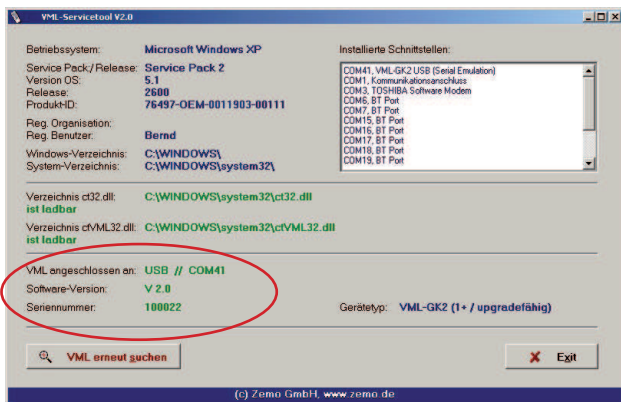 VML-Servicetool V2.0
Betriebssystem: Microsoft Windows XP
Service Pack/Release: Service Pack 2
Version OS: 5.1
Release: 2600
Produkt-ID: 76497-OEM-0011903-00111
Reg. Organisation:
Reg. Benutzer: Bernd
Windows-Verzeichnis: C:\WINDOWS\
System-Verzeichnis: C:\WINDOWS\system32\
Installierte Schnittstellen:
COM41, VML-GK2 USB (Serial Emulation)
COM1, Kommunikationsanschluss
COM3, TOSHIBA Software Modem
COM6, BT Port
COM7, BT Port
COM15, BT Port
COM16, BT Port
COM17, BT Port
COM18, BT Port
COM19, BT Port
Verzeichnis ct32.dll: C:\WINDOWS\system32\ct32.dll
ist ladbar
Verzeichnis ctVML32.dll: C:\WINDOWS\system32\ctVML32.dll
ist ladbar
VML angeschlossen an: USB // COM41
Software-Version: V 2.0
Seriennummer: 100022
Gerätetyp: VML-GK2 (1+ / upgradefähig)
VML erneut suchen
Exit
(c) Zemo GmbH, www.zemo.de